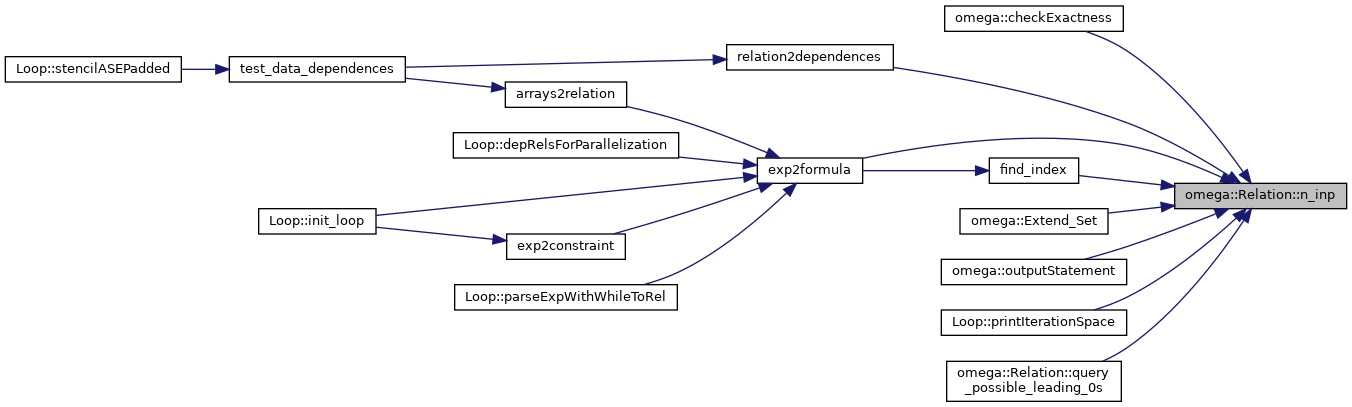 omega::checkExactness
relation2dependences
Loop::stencilASEPadded
test_data_dependences
arrays2relation
Loop::depRelsForParallelization
exp2formula
find_index
omega::Relation::n_inp
Loop::init_loop
omega::Extend_Set
exp2constraint
omega::outputStatement
Loop::parseExpWithWhileToRel
Loop::printIterationSpace
omega::Relation::query
_possible_leading_0s